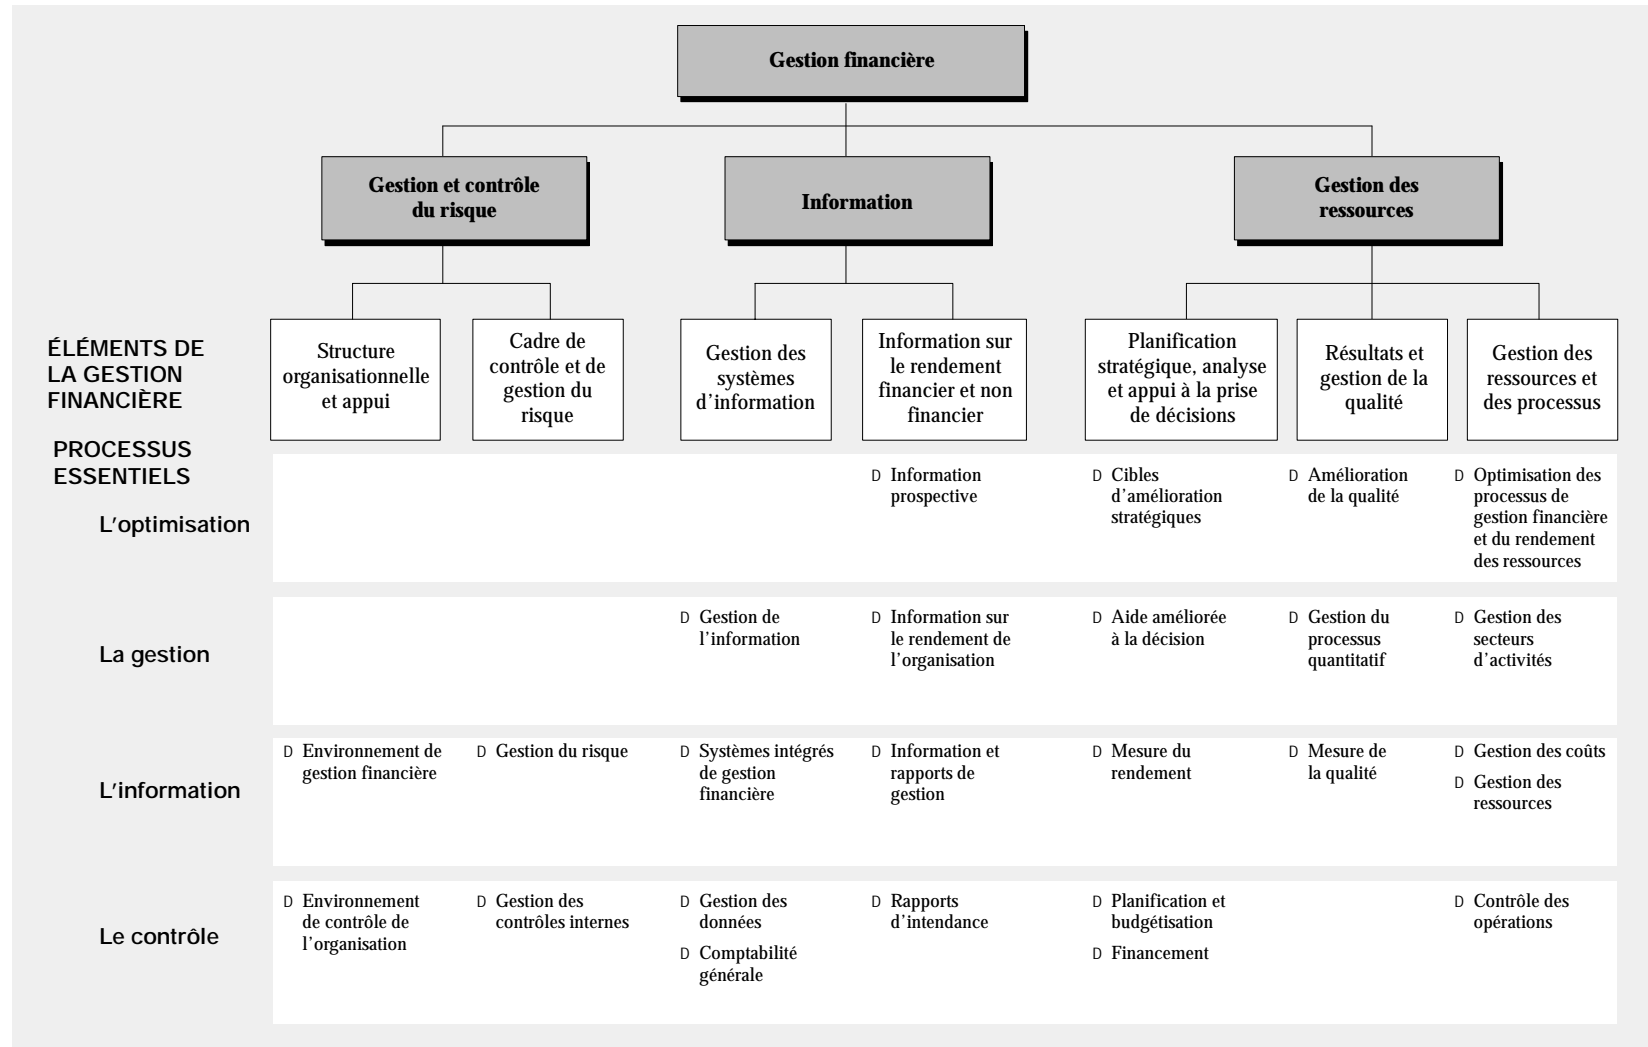 Gestion financière
Gestion et contrôle
du risque
Information
Gestion des
ressources
ÉLÉMENTS DE
LA GESTION
FINANCIÈRE
Structure
organisationnelle
et appui
Cadre de
contrôle et de
gestion du
risque
Gestion des
systèmes
d'information
Information sur
le rendement
financier et non
financier
Planification
stratégique, analyse
et appui à la prise
de décisions
Résultats et
gestion de la
qualité
Gestion des
ressources et
des processus
PROCESSUS
ESSENTIELS
L'optimisation
D Information
prospective
D Cibles
d'amélioration
stratégiques
D Amélioration
de la qualité
D Optimisation des
processus de
gestion financière
et du rendement
des ressources
La gestion
D Gestion de
l'information
D Information sur
le rendement de
l'organisation
D Aide améliorée
à la décision
D Gestion du
processus
quantitatif
D Gestion des
secteurs
d'activités
L'information
D Environnement de
gestion financière
D Gestion du risque
D Systèmes intégrés
de gestion
financière
D Information et
rapports de
gestion
D Mesure du
rendement
D Mesure de
la qualité
D Gestion des coûts
D Gestion des
ressources
Le contrôle
D Environnement
de contrôle de
l'organisation
D Gestion des
contrôles internes
D Gestion des
données
D Comptabilité
générale
D Rapports
d'intendance
D Planification et
budgétisation
D Financement
D Contrôle des
opérations